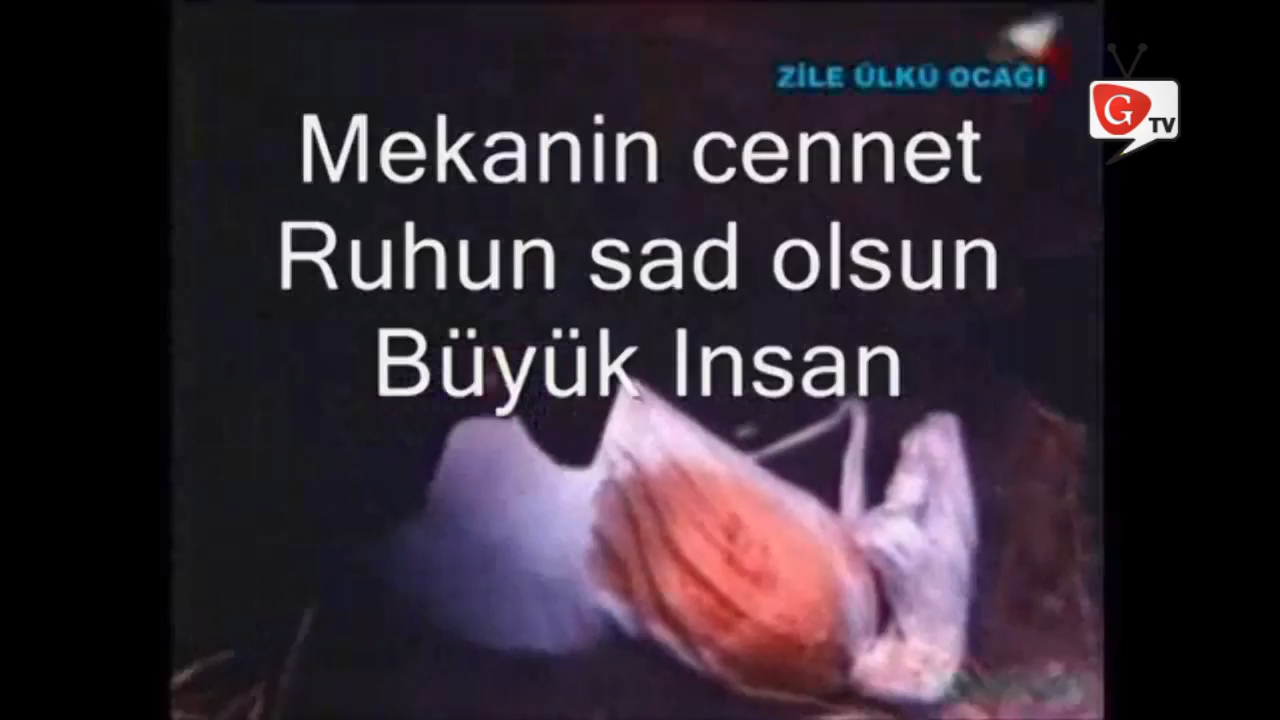 ZİLE ÜLKÜ OCAĞI
G TV
Mekanin cennet
Ruhun sad olsun
Büyük Insan